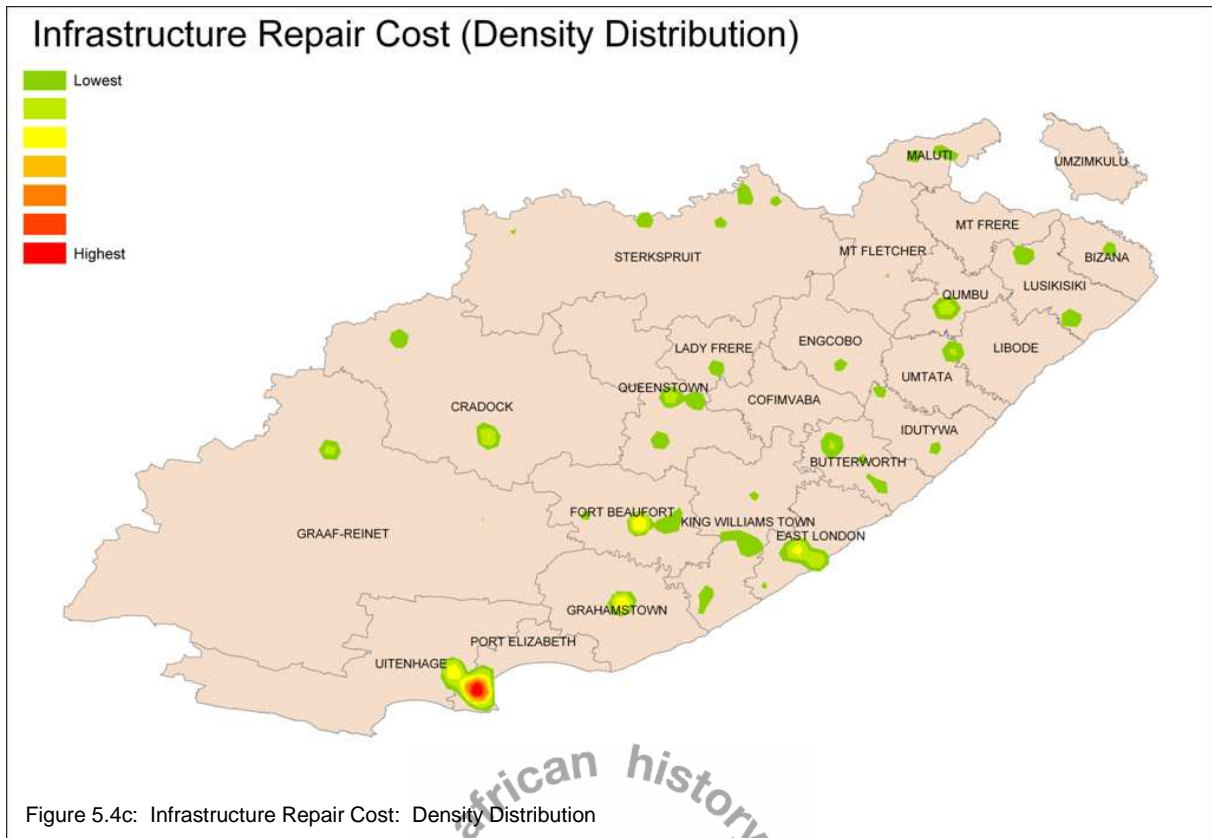 Infrastructure Repair Cost (Density Distribution)
Lowest
Highest
MALUTI
UMZIMKULU
MT FRERE
STERKSPRUIT
MT FLETCHER
BIZANA
LUSIKISIKI
QUMBU
LADY FRERE
ENGCOBO
LIBODE
UMTATA
QUEENSTOWN
COFIMVABA
CRADOCK
IDUTYWA
BUTTERWORTH
FORT BEAUFORT
KING WILLIAMS TOWN
GRAAF-REINET
EAST LONDON
GRAHAMSTOWN
PORT ELIZABETH
UITENHAGE
african history
Figure 5.4c: Infrastructure Repair Cost: Density Distribution